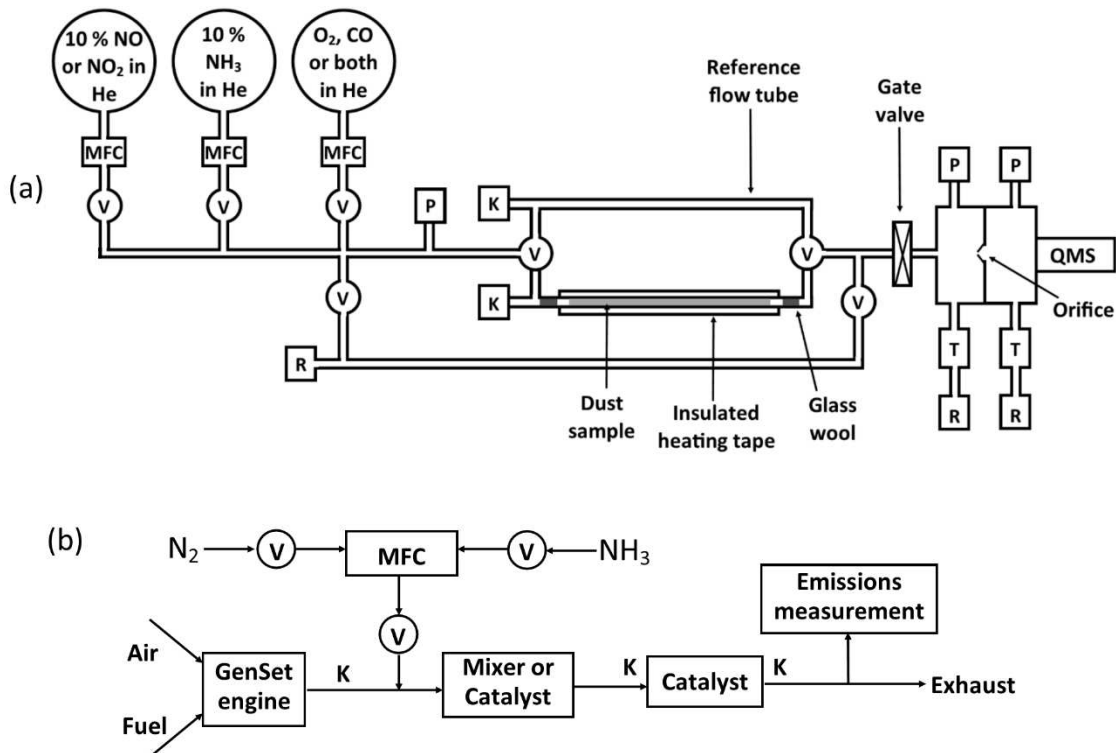 (a)
10 % NO
or NO₂ in
He
10 %
NH₃
in He
O₂, CO
or both
in He
MFC
MFC
MFC
V
V
V
P
K
Reference
flow tube
Gate
valve
P
P
V
V
QMS
Orifice
K
V
V
R
Dust
sample
Insulated
heating tape
Glass
wool
T
T
R
R
(b)
N₂
V
MFC
V
NH₃
V
Emissions
measurement
Air
Fuel
GenSet
engine
K
Mixer or
Catalyst
K
Catalyst
K
Exhaust